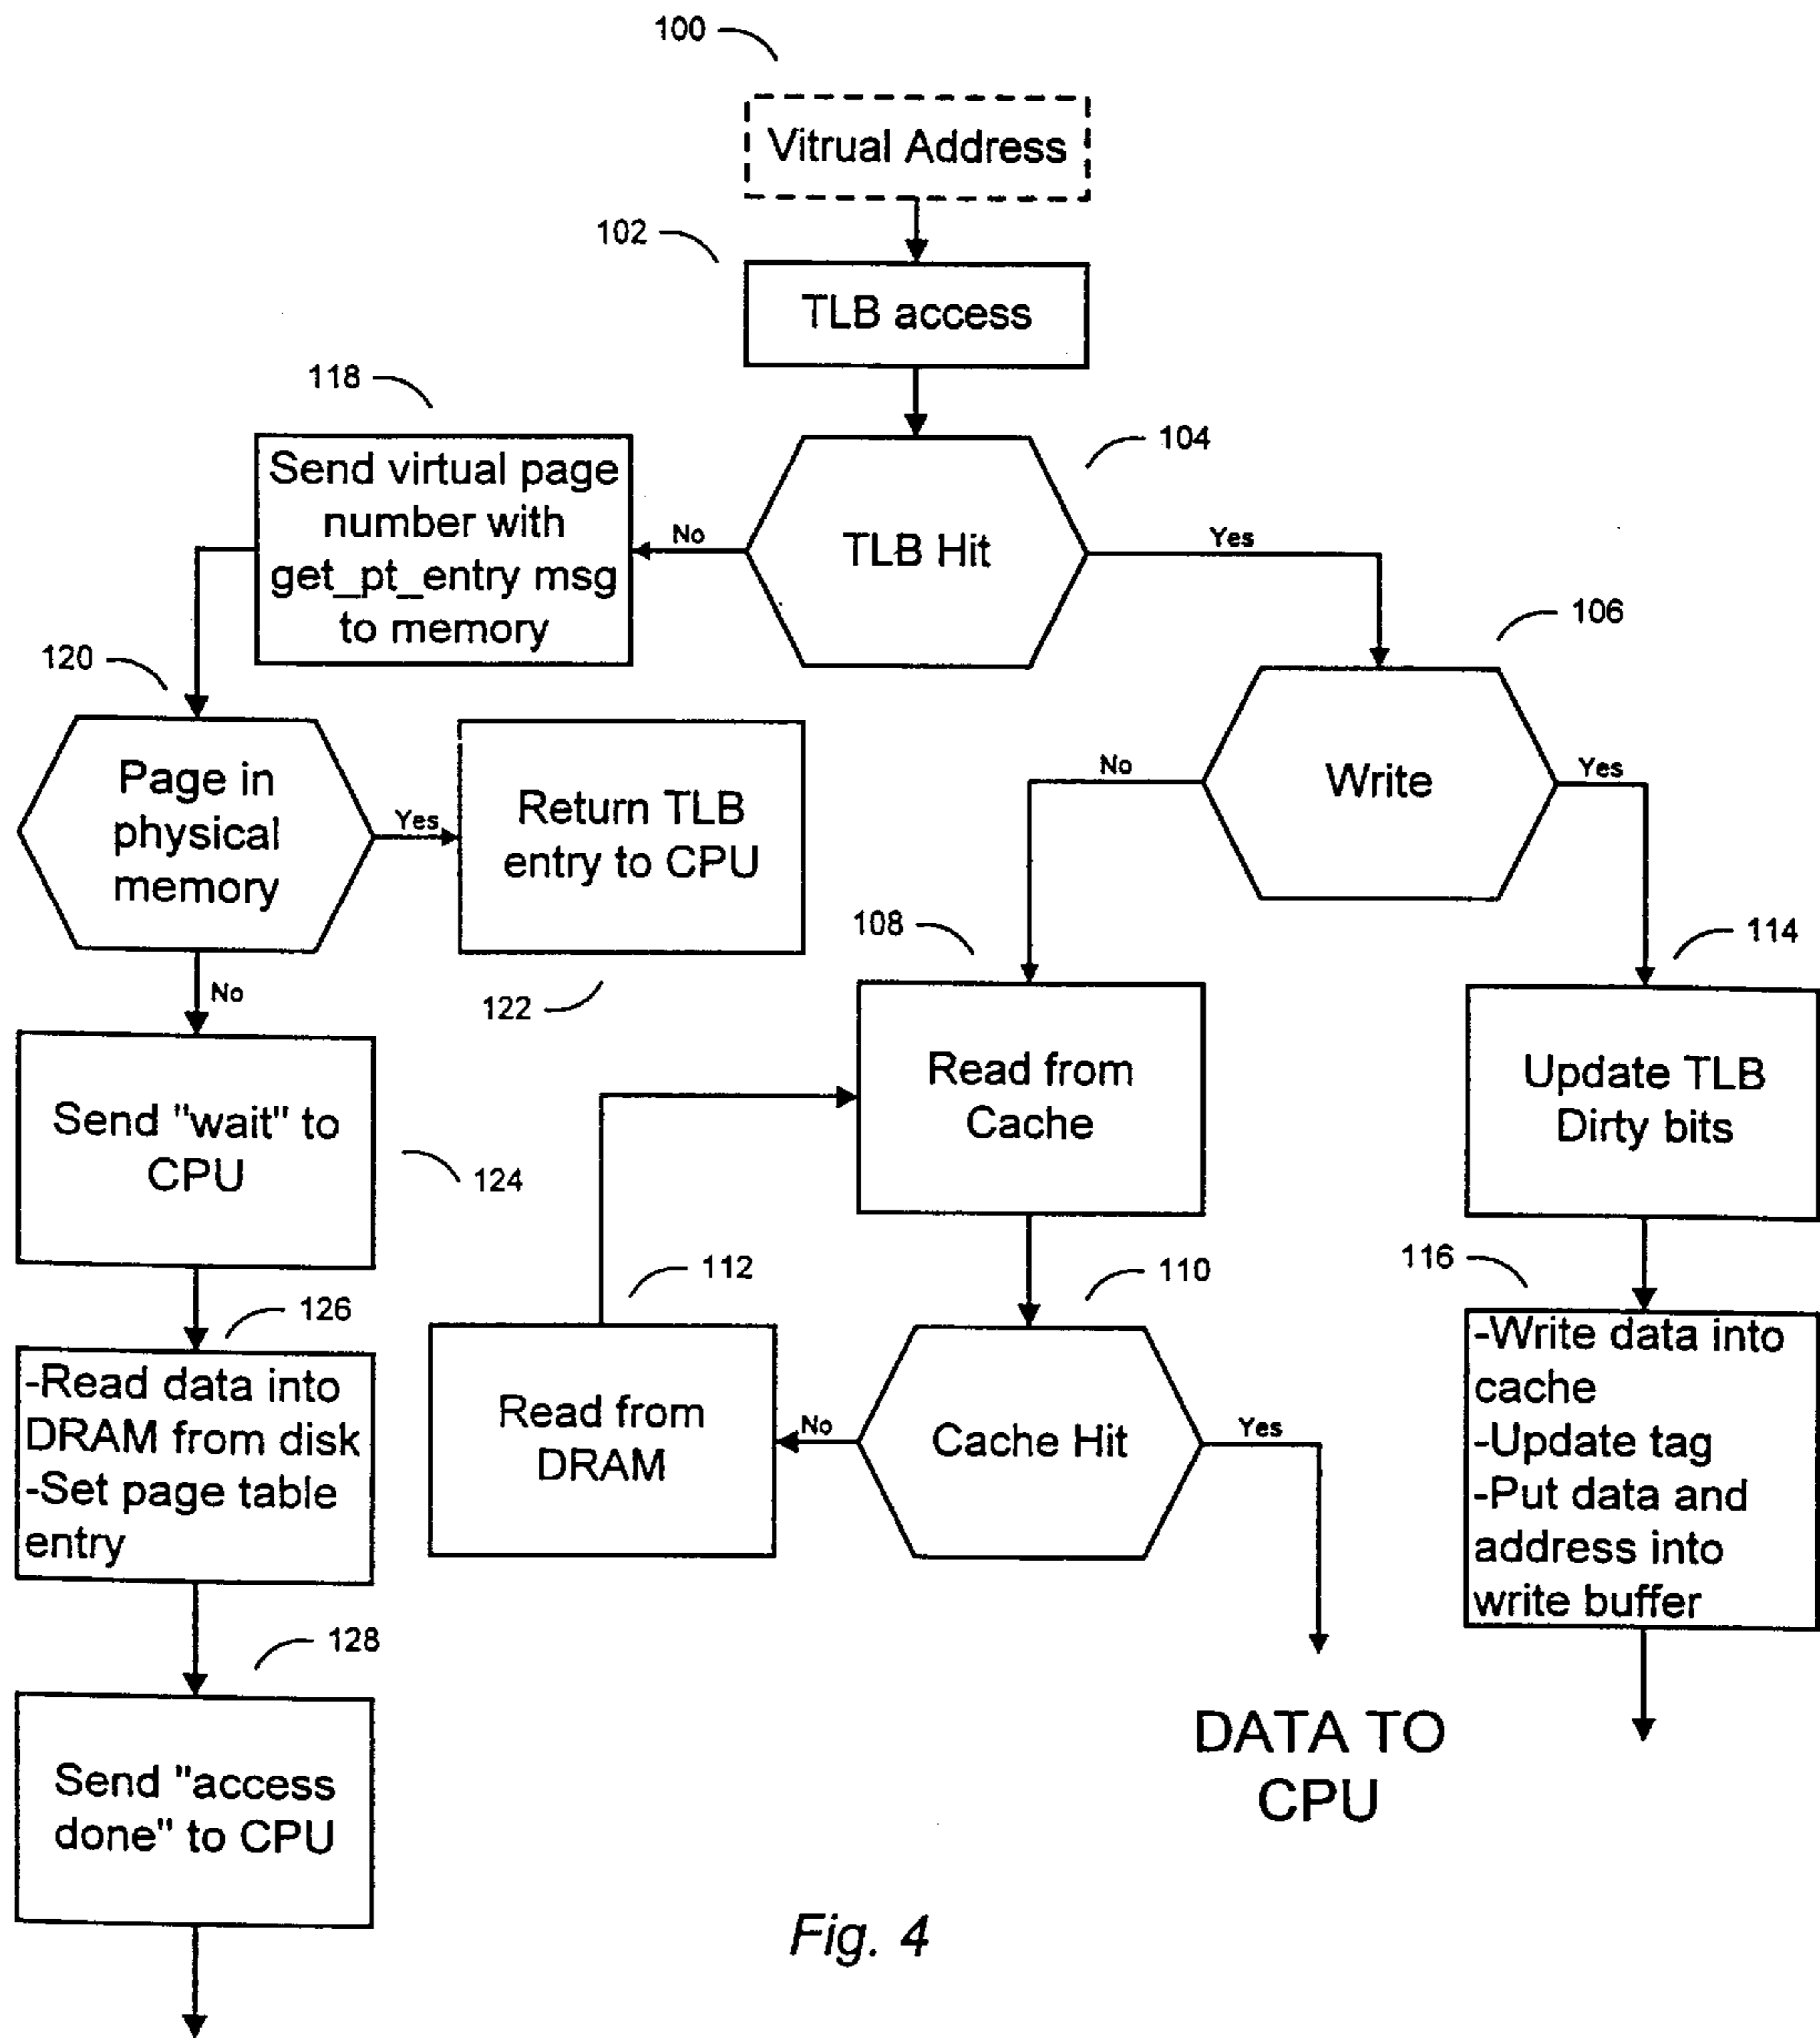 100
Vitrual Address
102
TLB access
118
Send virtual page
number with
get_pt_entry msg
to memory
No
104
TLB Hit
Yes
106
Write
No
Yes
120
Page in
physical
memory
Yes
No
Return TLB
entry to CPU
122
108
Read from
Cache
114
Update TLB
Dirty bits
Send "wait" to
CPU
124
112
Read from
DRAM
110
Cache Hit
No
Yes
116
-Write data into
cache
-Update tag
-Put data and
address into
write buffer
126
-Read data into
DRAM from disk
-Set page table
entry
128
Send "access
done" to CPU
DATA TO
CPU
Fig. 4